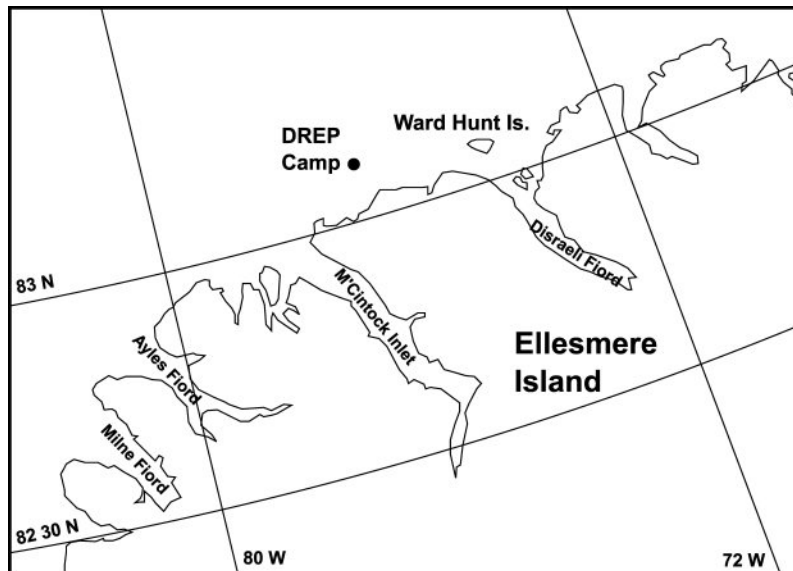 Ward Hunt Is.
DREP
Camp
Disraeli Fiord
83 N
M'Cintock Inlet
Ellesmere
Island
Ayles Fiord
Milne Fiord
82 30 N
80 W
72 W